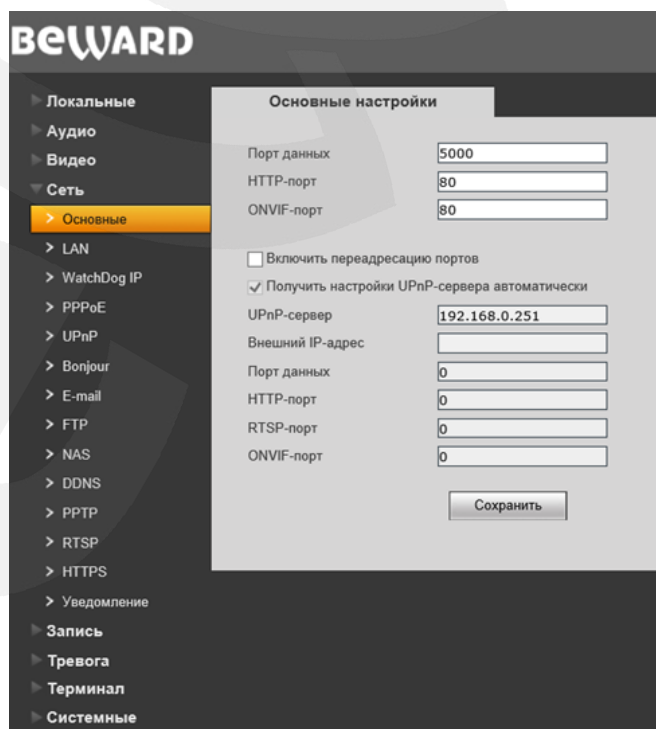 BEWARD
Локальные
Аудио
Видео
Сеть
Основные
LAN
WatchDog IP
PPPoE
UPnP
Bonjour
E-mail
FTP
NAS
DDNS
PPTP
RTSP
HTTPS
Уведомление
Запись
Тревога
Терминал
Системные
Основные настройки
Порт данных 5000
HTTP-порт 80
ONVIF-порт 80
Включить переадресацию портов
Получить настройки UPnP-сервера автоматически
UPnP-сервер 192.168.0.251
Внешний IP-адрес
Порт данных 0
HTTP-порт 0
RTSP-порт 0
ONVIF-порт 0
Сохранить